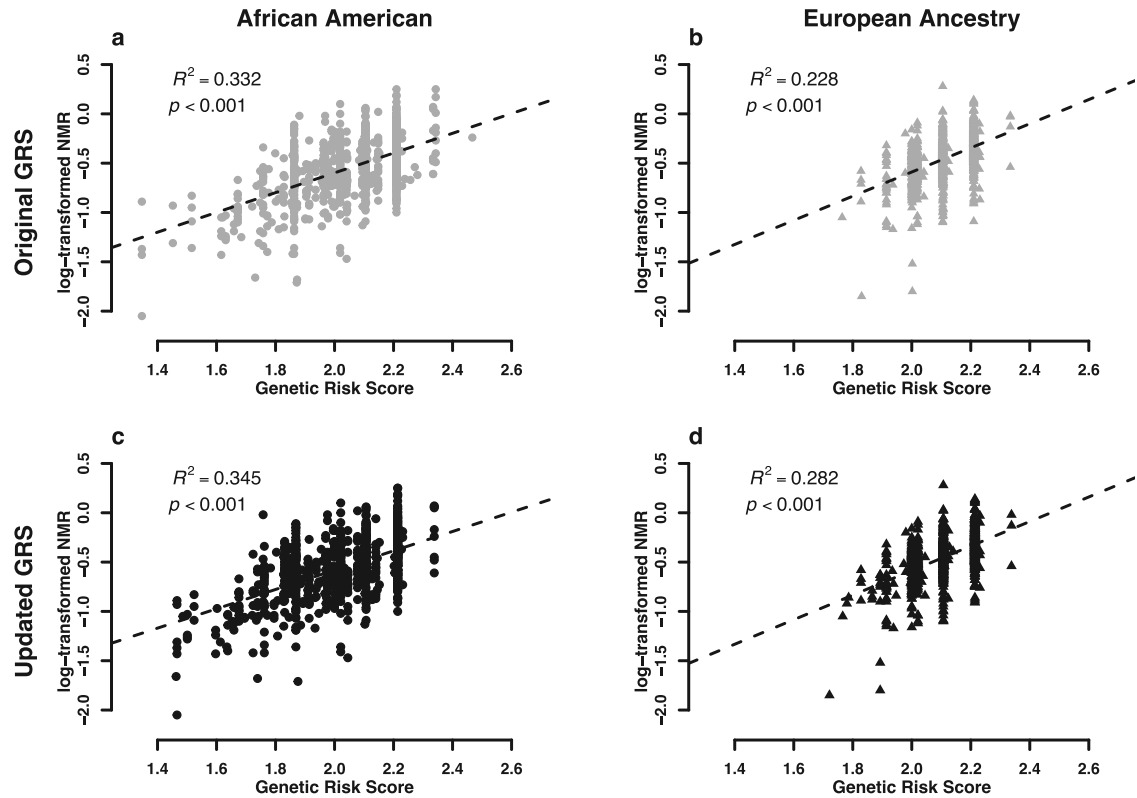 African American
European Ancestry
Original GRS
a
R² = 0.332
p < 0.001
log−transformed NMR
0.5
0.0
−0.5
−1.0
−1.5
−2.0
1.4 1.6 1.8 2.0 2.2 2.4 2.6
Genetic Risk Score
b
R² = 0.228
p < 0.001
log−transformed NMR
0.5
0.0
−0.5
−1.0
−1.5
−2.0
1.4 1.6 1.8 2.0 2.2 2.4 2.6
Genetic Risk Score
Updated GRS
c
R² = 0.345
p < 0.001
log−transformed NMR
0.5
0.0
−0.5
−1.0
−1.5
−2.0
1.4 1.6 1.8 2.0 2.2 2.4 2.6
Genetic Risk Score
d
R² = 0.282
p < 0.001
log−transformed NMR
0.5
0.0
−0.5
−1.0
−1.5
−2.0
1.4 1.6 1.8 2.0 2.2 2.4 2.6
Genetic Risk Score